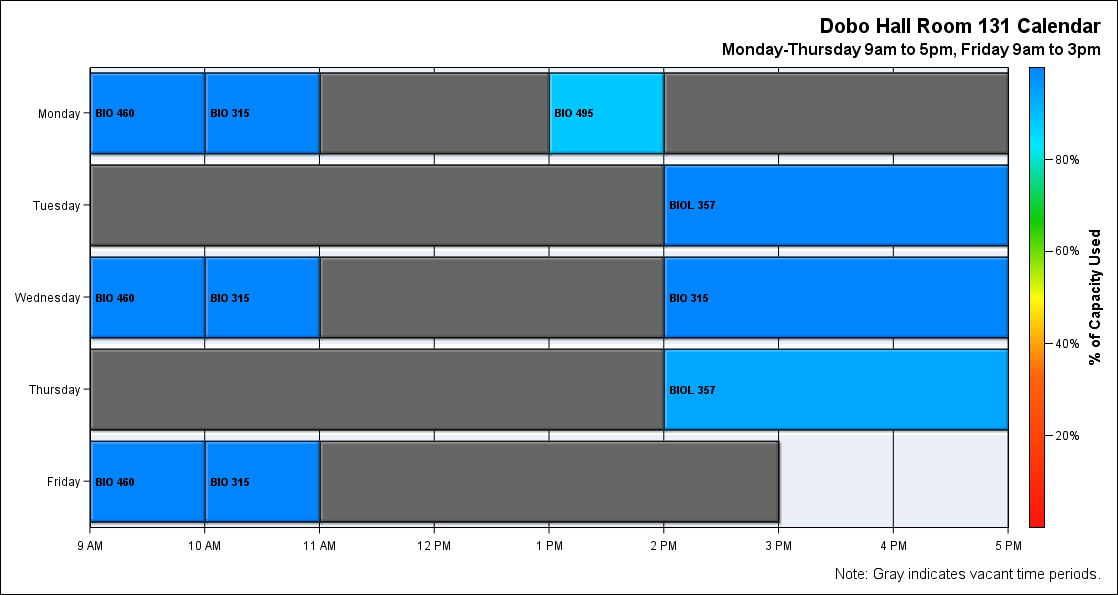 Dobo Hall Room 131 Calendar
Monday-Thursday 9am to 5pm, Friday 9am to 3pm
Monday
BIO 460
BIO 315
BIO 495
Tuesday
BIOL 357
Wednesday
BIO 460
BIO 315
BIO 315
Thursday
BIOL 357
Friday
BIO 460
BIO 315
9 AM
10 AM
11 AM
12 PM
1 PM
2 PM
3 PM
4 PM
5 PM
80%
60%
40%
20%
% of Capacity Used
Note: Gray indicates vacant time periods.